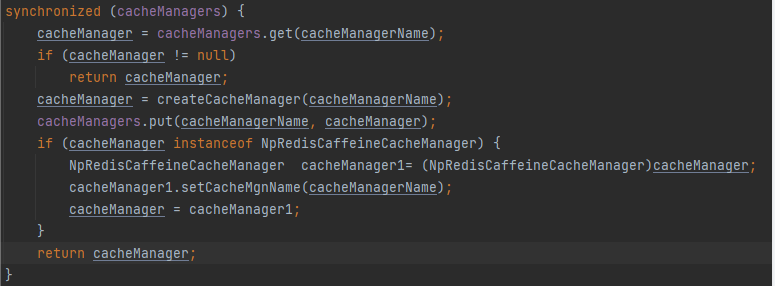 synchronized (cacheManagers) {
    cacheManager = cacheManagers.get(cacheManagerName);
    if (cacheManager != null)
        return cacheManager;
    cacheManager = createCacheManager(cacheManagerName);
    cacheManagers.put(cacheManagerName, cacheManager);
    if (cacheManager instanceof NpRedisCaffeineCacheManager) {
        NpRedisCaffeineCacheManager  cacheManager1= (NpRedisCaffeineCacheManager)cacheManager;
        cacheManager1.setCacheMgnName(cacheManagerName);
        cacheManager = cacheManager1;
    }
    return cacheManager;
}